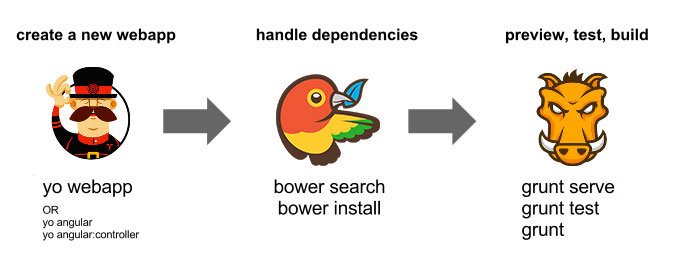 create a new webapp
handle dependencies
preview, test, build
yo webapp
OR
yo angular
yo angular:controller
bower search
bower install
grunt serve
grunt test
grunt